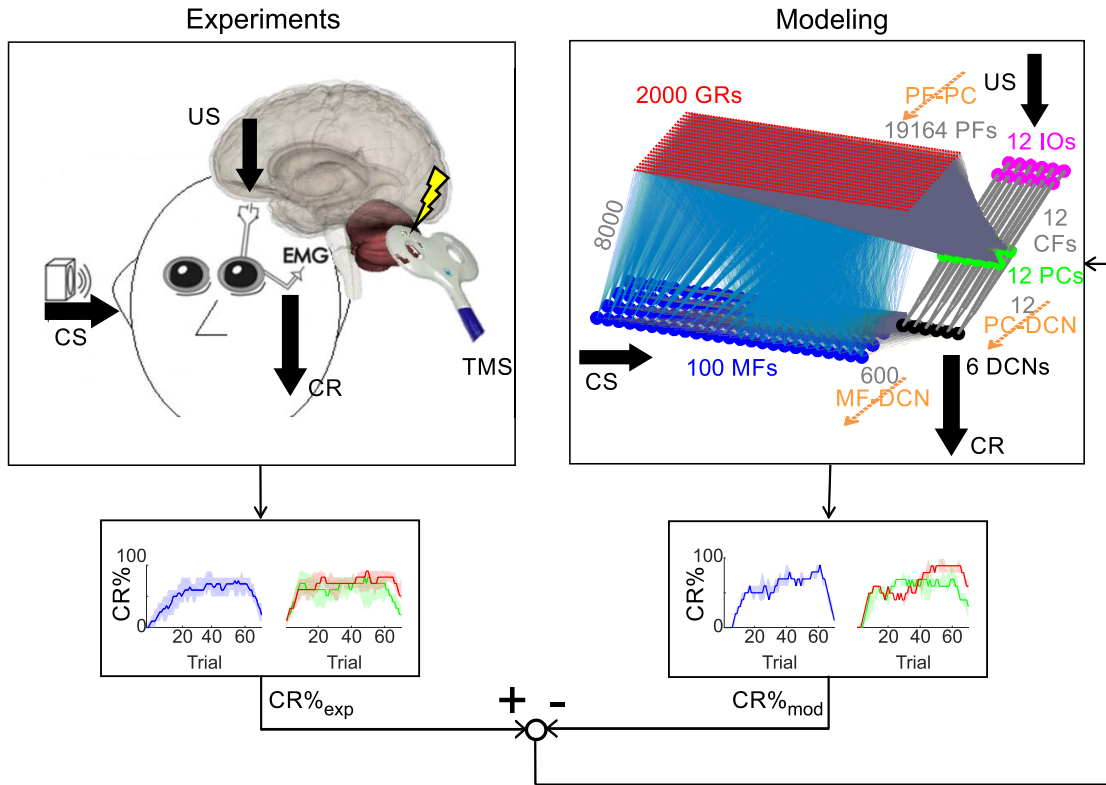 Experiments
Modeling
US
EMG
CS
CR
TMS
2000 GRs
PF-PC
19164 PFs
US
12 IOs
8000
12
CFs
12 PCs
12
PC-DCN
CS
100 MFs
600
MF-DCN
6 DCNs
CR
100
CR%
0
20 40 60
Trial
20 40 60
Trial
100
CR%
0
20 40 60
Trial
20 40 60
Trial
CR%exp
+ -
CR%mod